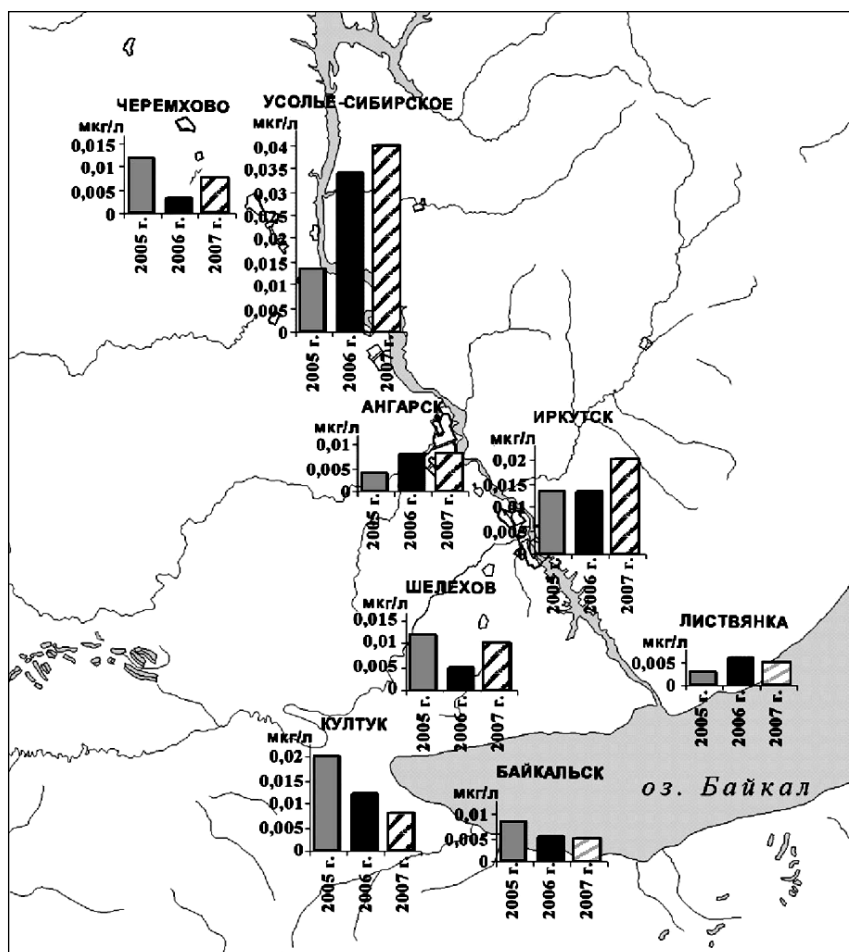 ЧЕРЕМХОВО
мкг/л
0,015
0,01
0,005
0
2005 г.
2006 г.
2007 г.
УСОЛЬЕ-СИБИРСКОЕ
мкг/л
0,04
0,035
0,03
0,025
0,02
0,015
0,01
0,005
0
2005 г.
2006 г.
2007 г.
АНГАРСК
мкг/л
0,01
0,005
0
2005 г.
2006 г.
2007 г.
ИРКУТСК
мкг/л
0,02
0,015
0,01
0,005
0
2005 г.
2006 г.
2007 г.
ШЕЛЕХОВ
мкг/л
0,015
0,01
0,005
0
2005 г.
2006 г.
2007 г.
ЛИСТВЯНКА
мкг/л
0,005
0
2005 г.
2006 г.
2007 г.
КУЛТУК
мкг/л
0,02
0,015
0,01
0,005
0
2005 г.
2006 г.
2007 г.
БАЙКАЛЬСК
мкг/л
0,01
0,005
0
2005 г.
2006 г.
2007 г.
оз. Байкал